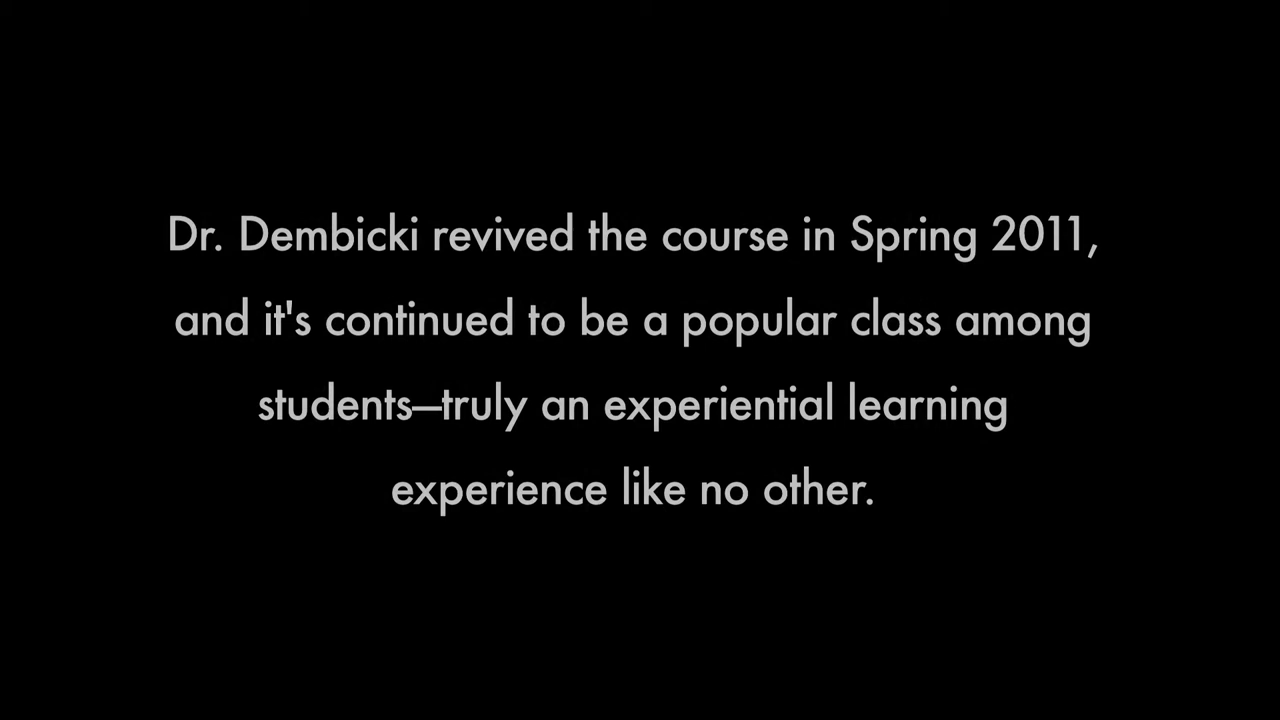 Dr. Dembicki revived the course in Spring 2011,
and it's continued to be a popular class among
students—truly an experiential learning
experience like no other.